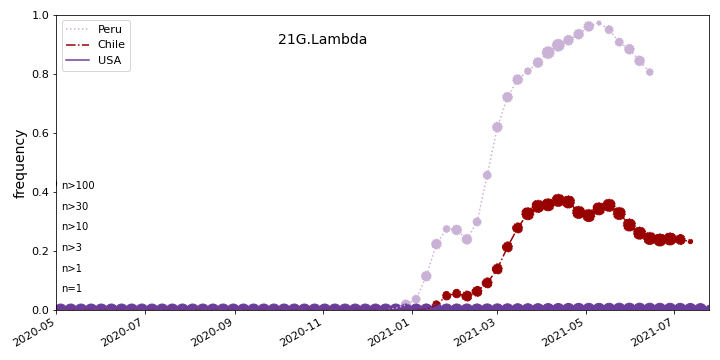 21G.Lambda
Peru
Chile
USA
frequency
1.0
0.8
0.6
0.4
0.2
0.0
n>100
n>30
n>10
n>3
n>1
n=1
2020-05
2020-07
2020-09
2020-11
2021-01
2021-03
2021-05
2021-07